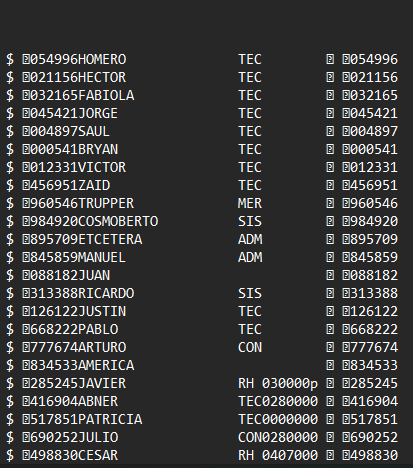 $ 054996HOMERO TEC 054996
$ 021156HECTOR TEC 021156
$ 032165FABIOLA TEC 032165
$ 045421JORGE TEC 045421
$ 004897SAUL TEC 004897
$ 000541BRYAN TEC 000541
$ 012331VICTOR TEC 012331
$ 456951ZAID TEC 456951
$ 960546TRUPPER MER 960546
$ 984920COSMOBERTO SIS 984920
$ 895709ETCETERA ADM 895709
$ 845859MANUEL ADM 845859
$ 088182JUAN 088182
$ 313388RICARDO SIS 313388
$ 126122JUSTIN TEC 126122
$ 668222PABLO TEC 668222
$ 777674ARTURO CON 777674
$ 834533AMERICA 834533
$ 285245JAVIER RH 030000p 285245
$ 416904ABNER TEC0280000 416904
$ 517851PATRICIA TEC0000000 517851
$ 690252JULIO CON0280000 690252
$ 498830CESAR RH 0407000 498830